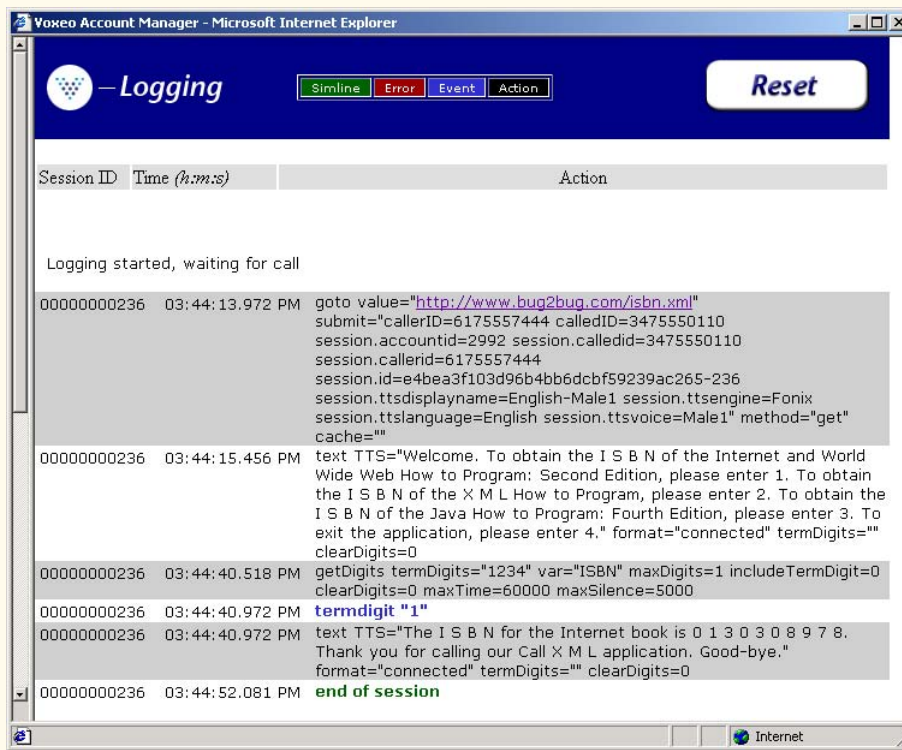 Voxeo Account Manager - Microsoft Internet Explorer
Logging
Simline Error Event Action
Reset
Session ID Time (h:m:s) Action
Logging started, waiting for call
00000000236 03:44:13.972 PM goto value="http://www.bug2bug.com/isbn.xml"
submit="callerID=6175557444 calledID=3475550110
session.accountid=2992 session.calledid=3475550110
session.callerid=6175557444
session.id=e4bea3f103d96b4bb6dcbf59239ac265-236
session.ttsdisplayname=English-Male1 session.ttsengine=Fonix
session.ttslanguage=English session.ttsvoice=Male1" method="get"
cache=""
00000000236 03:44:15.456 PM text TTS="Welcome. To obtain the I S B N of the Internet and World
Wide Web How to Program: Second Edition, please enter 1. To obtain
the I S B N of the X M L How to Program, please enter 2. To obtain the
I S B N of the Java How to Program: Fourth Edition, please enter 3. To
exit the application, please enter 4." format="connected" termDigits=""
clearDigits=0
00000000236 03:44:40.518 PM getDigits termDigits="1234" var="ISBN" maxDigits=1 includeTermDigit=0
clearDigits=0 maxTime=60000 maxSilence=5000
00000000236 03:44:40.972 PM termdigit "1"
00000000236 03:44:40.972 PM text TTS="The I S B N for the Internet book is 0 1 3 0 3 0 8 9 7 8.
Thank you for calling our Call X M L application. Good-bye."
format="connected" termDigits="" clearDigits=0
00000000236 03:44:52.081 PM end of session
Internet